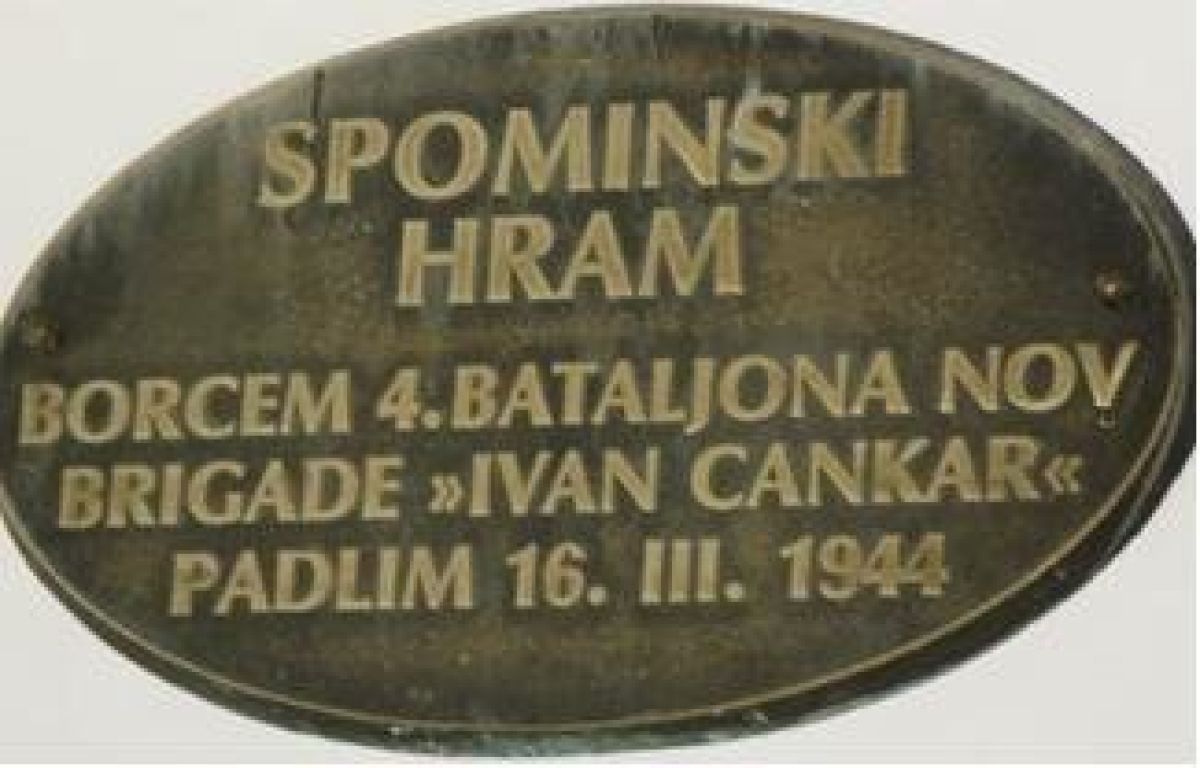 SPOMINSKI
HRAM
BORCEM 4. BATALJONA NOV
BRIGADE »IVAN CANKAR«
PADLIM 16. III. 1944